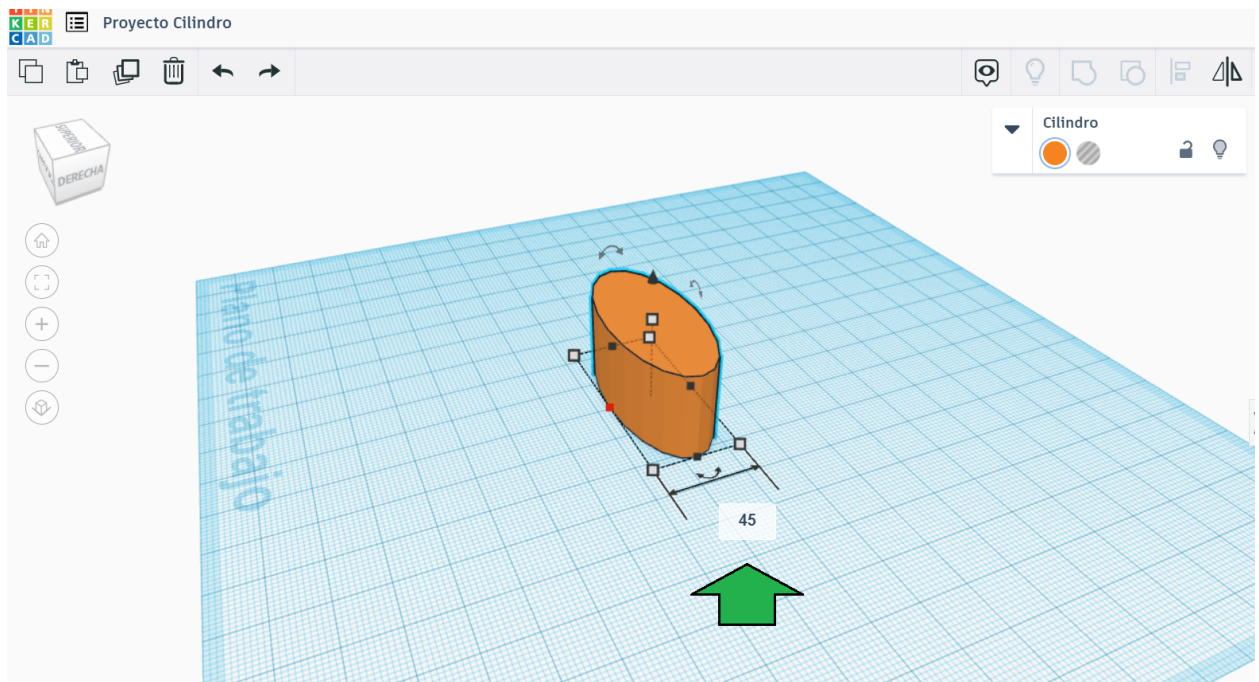 TIN
KER
CAD
Proyecto Cilindro
SUPERIOR
DERECHA
Cilindro
Plano de trabajo
45